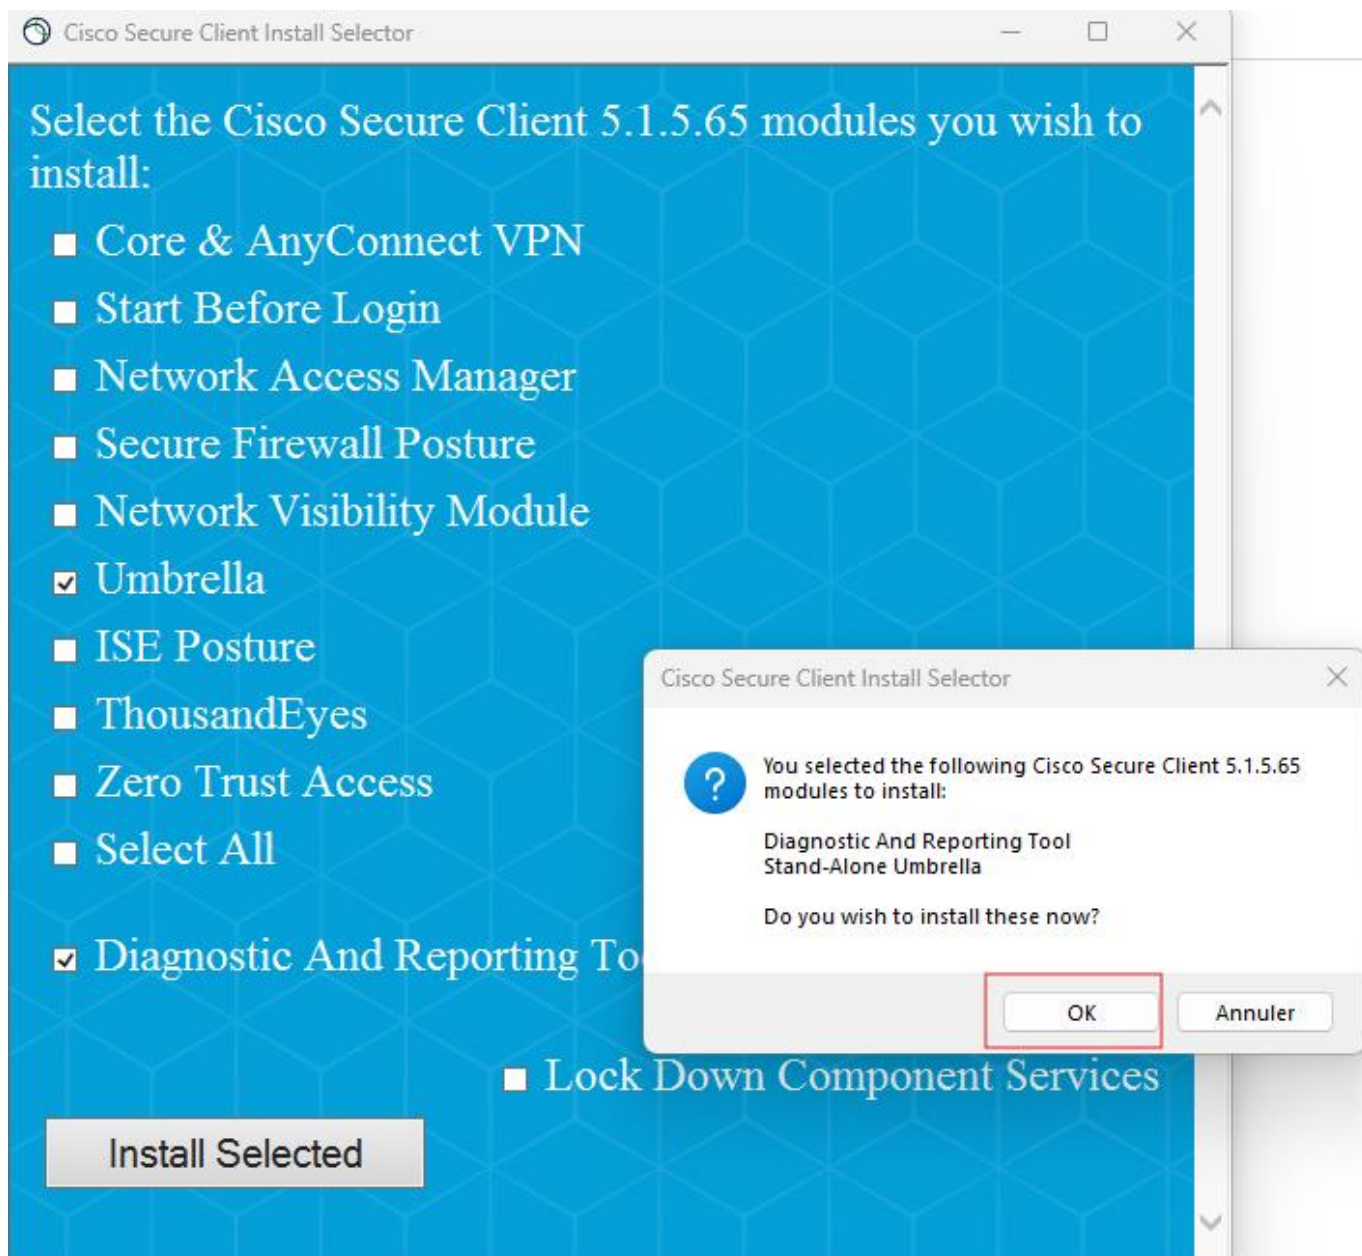 Cisco Secure Client Install Selector
Select the Cisco Secure Client 5.1.5.65 modules you wish to
install:
Core & AnyConnect VPN
Start Before Login
Network Access Manager
Secure Firewall Posture
Network Visibility Module
Umbrella
ISE Posture
ThousandEyes
Zero Trust Access
Select All
Diagnostic And Reporting To
Lock Down Component Services
Install Selected
Cisco Secure Client Install Selector
You selected the following Cisco Secure Client 5.1.5.65
modules to install:
Diagnostic And Reporting Tool
Stand-Alone Umbrella
Do you wish to install these now?
OK
Annuler